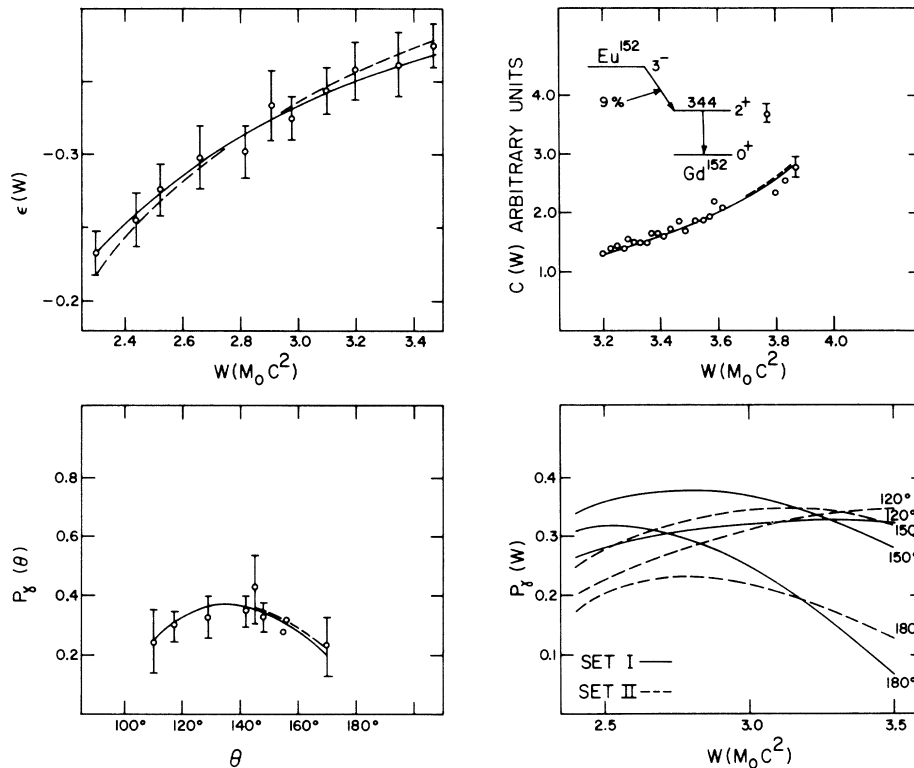 -0.3
-0.2
ϵ (W)
2.4 2.6 2.8 3.0 3.2 3.4
W(M₀C²)
Eu¹⁵²
3⁻
9%
344 2⁺
0⁺
Gd¹⁵²
4.0
3.0
2.0
1.0
C (W) ARBITRARY UNITS
3.2 3.4 3.6 3.8 4.0
W(M₀C²)
0.8
0.6
0.4
0.2
Pγ (θ)
100° 120° 140° 160° 180°
θ
0.4
0.3
0.2
0.1
Pγ (W)
120°
120°
150
150°
180
180°
SET I
SET II
2.5 3.0 3.5
W(M₀C²)